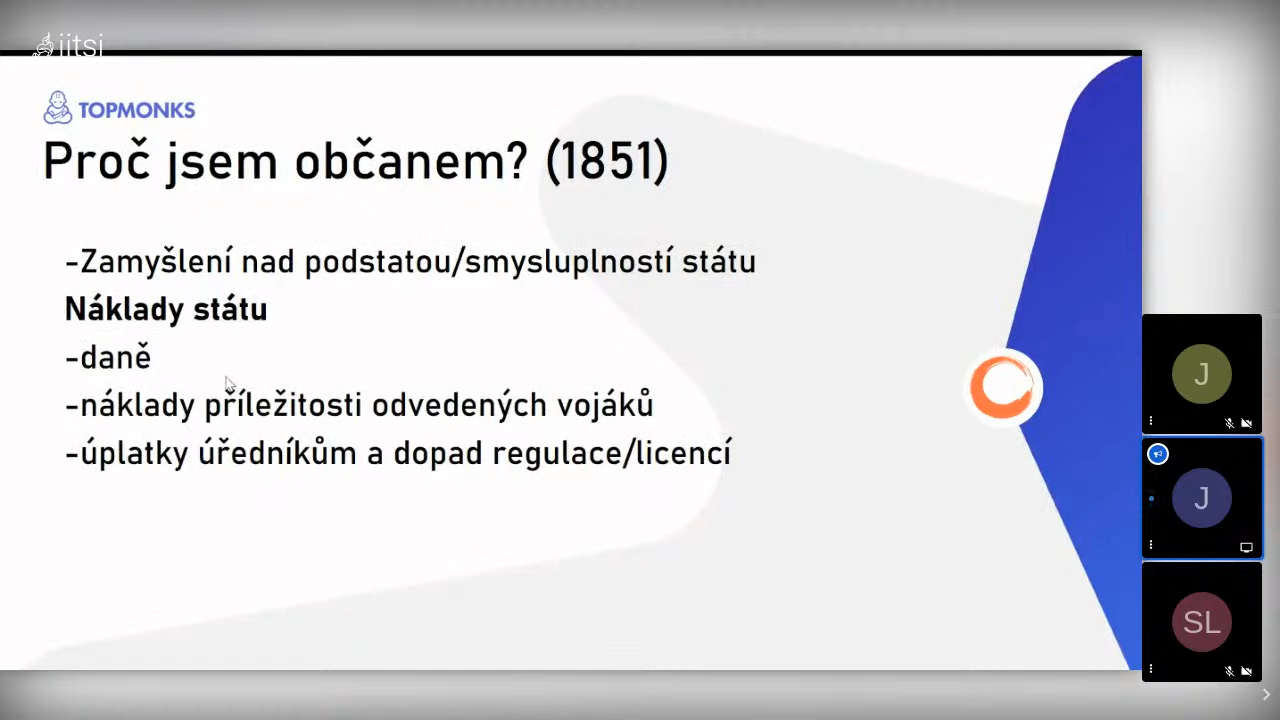 jitsi
TOPMONKS
Proč jsem občanem? (1851)
-Zamyšlení nad podstatou/smysluplností státu
Náklady státu
-daně
-náklady příležitosti odvedených vojáků
-úplatky úředníkům a dopad regulace/licencí
J
J
SL